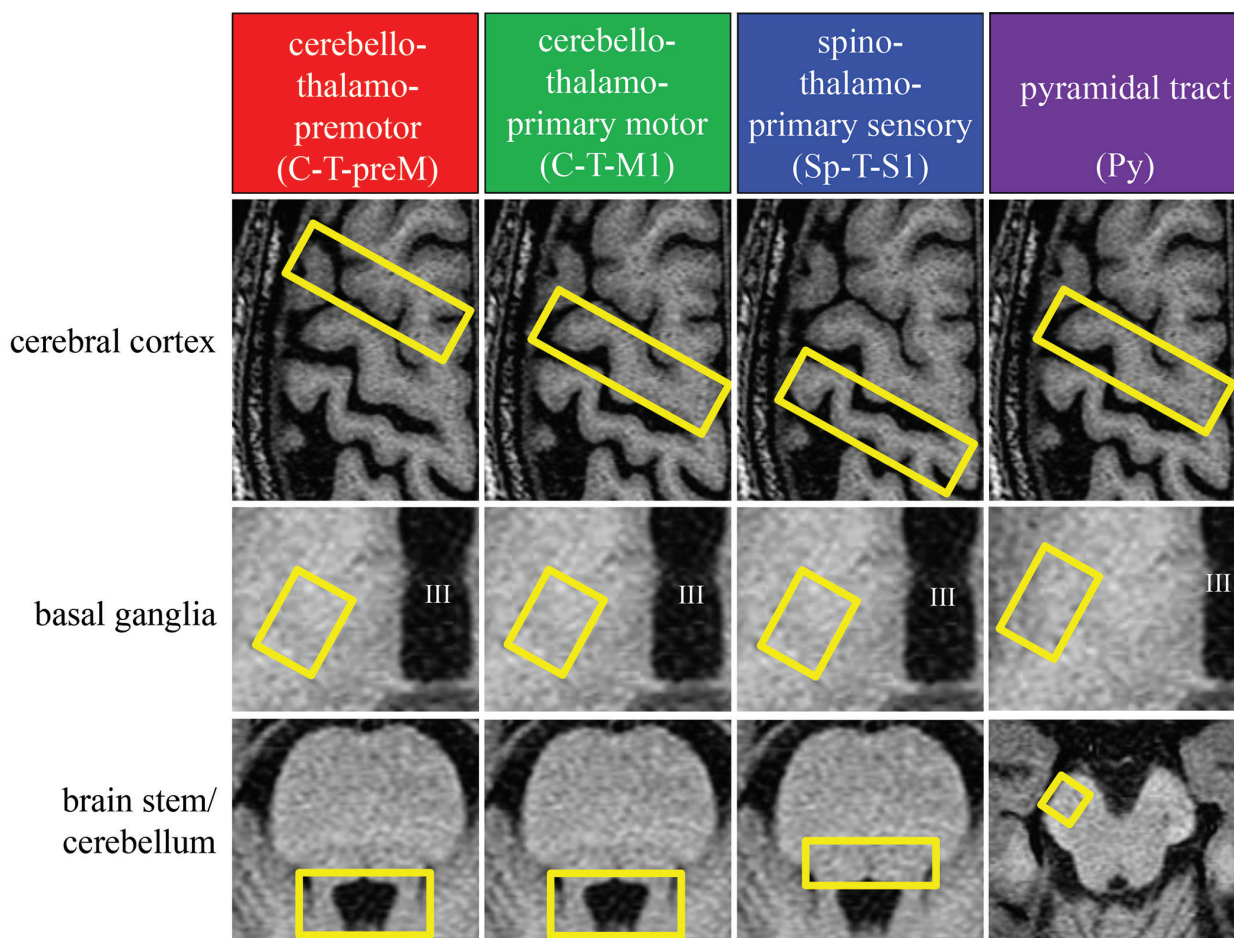 cerebello-
thalamo-
premotor
(C-T-preM)
cerebello-
thalamo-
primary motor
(C-T-M1)
spino-
thalamo-
primary sensory
(Sp-T-S1)
pyramidal tract
(Py)
cerebral cortex
basal ganglia
III
III
III
III
brain stem/
cerebellum